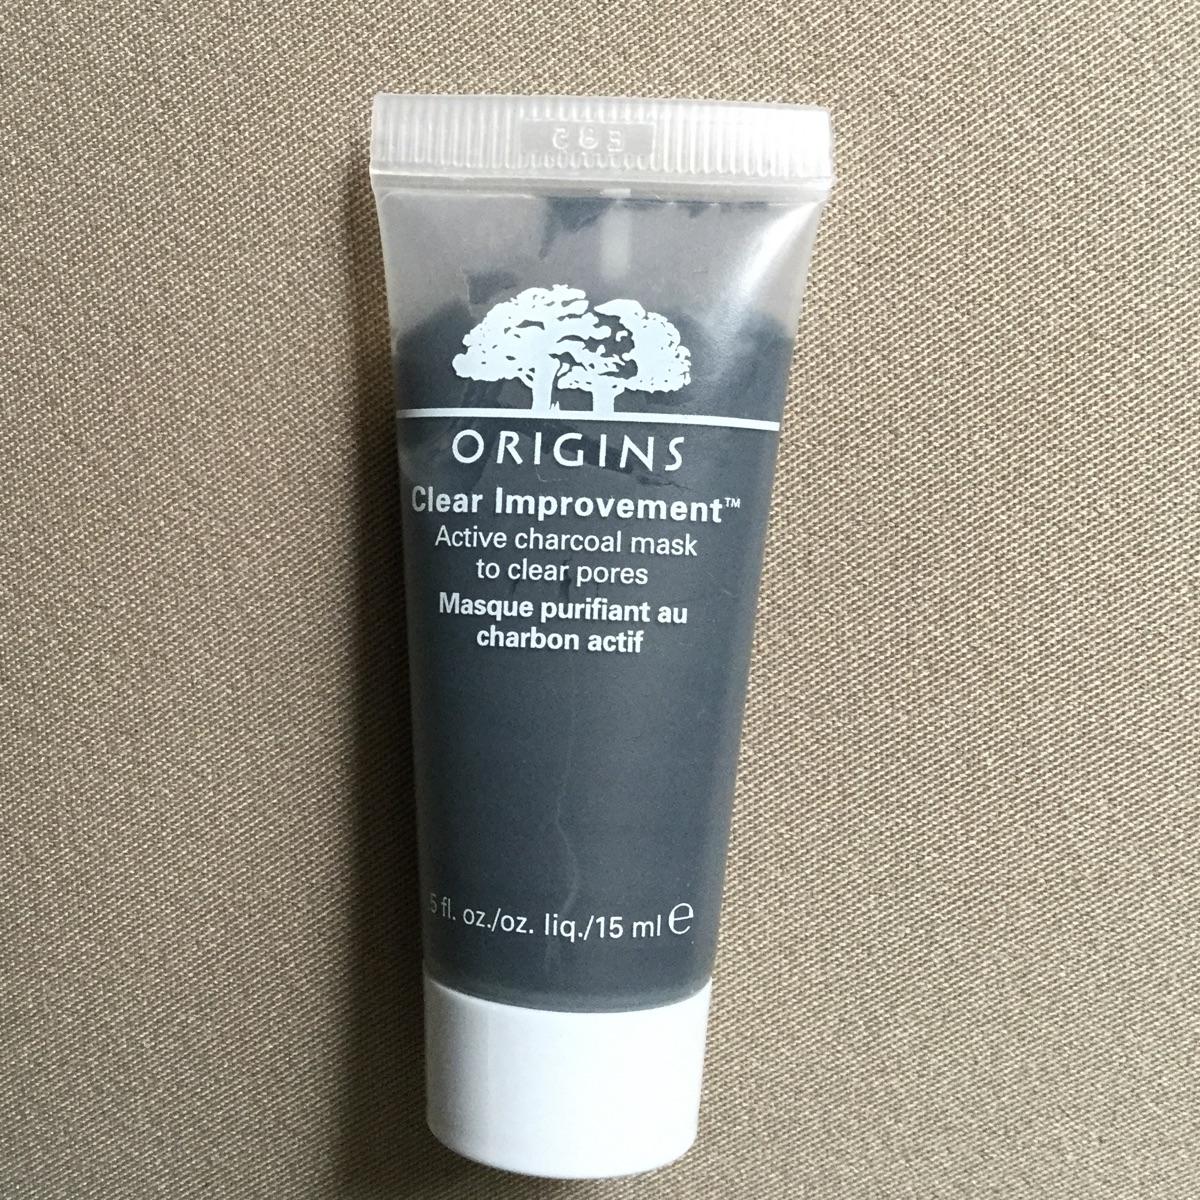 ORIGINS
Clear Improvement™
Active charcoal mask
to clear pores
Masque purifiant au
charbon actif
.5 fl. oz./oz. liq./15 ml ℮